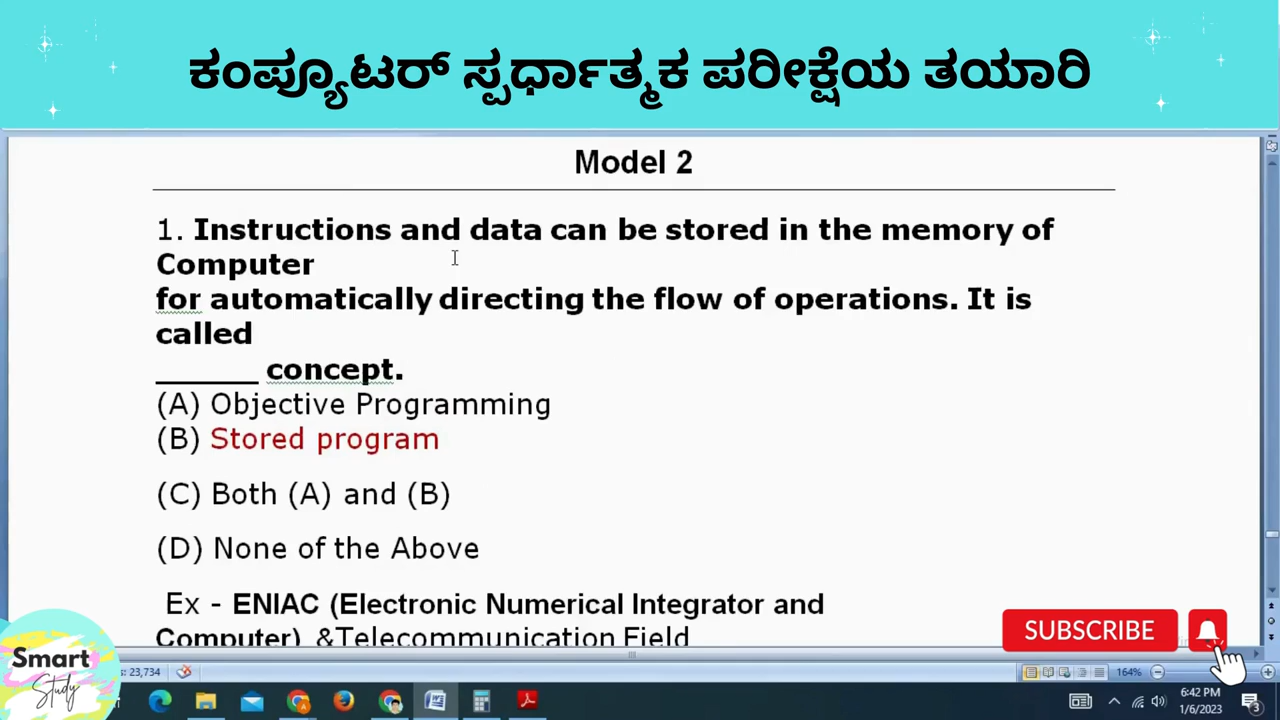 ಕಂಪ್ಯೂಟರ್ ಸ್ಪರ್ಧಾತ್ಮಕ ಪರೀಕ್ಷೆಯ ತಯಾರಿ
Model 2
1. Instructions and data can be stored in the memory of
Computer
for automatically directing the flow of operations. It is
called
______ concept.
(A) Objective Programming
(B) Stored program
(C) Both (A) and (B)
(D) None of the Above
Ex - ENIAC (Electronic Numerical Integrator and
Computer) &Telecommunication Field
SUBSCRIBE
Smart
Study
: 23,734
164%
6:42 PM
1/6/2023
3